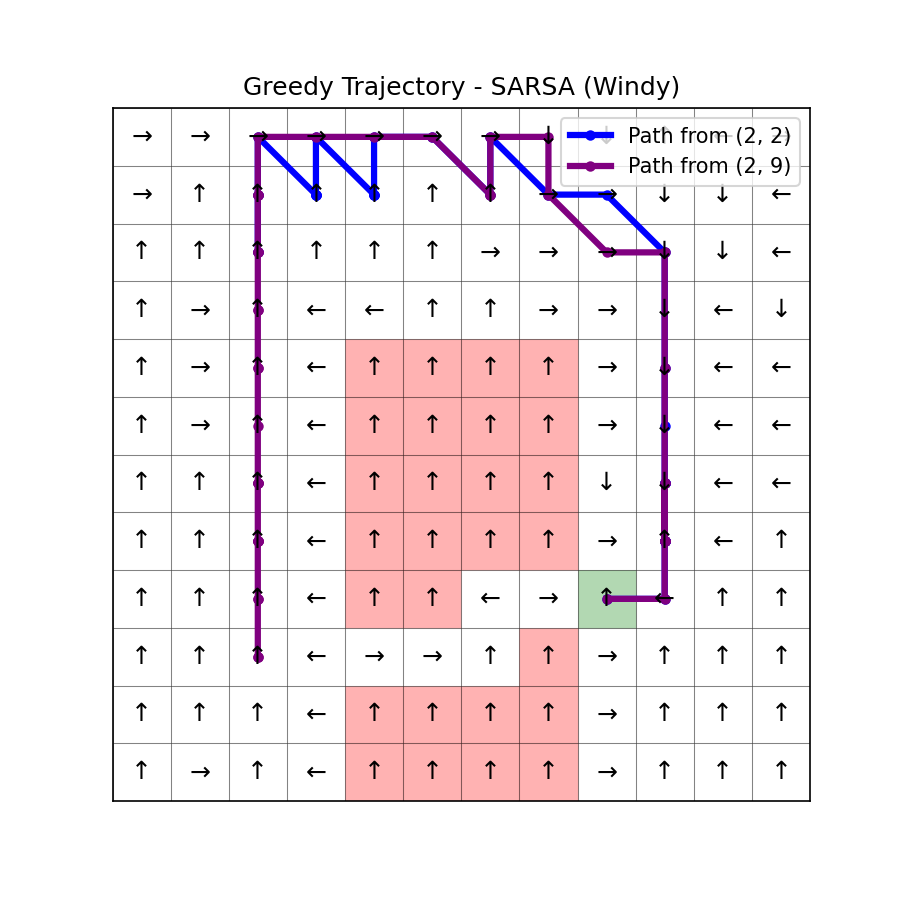 Greedy Trajectory - SARSA (Windy)
Path from (2, 2)
Path from (2, 9)